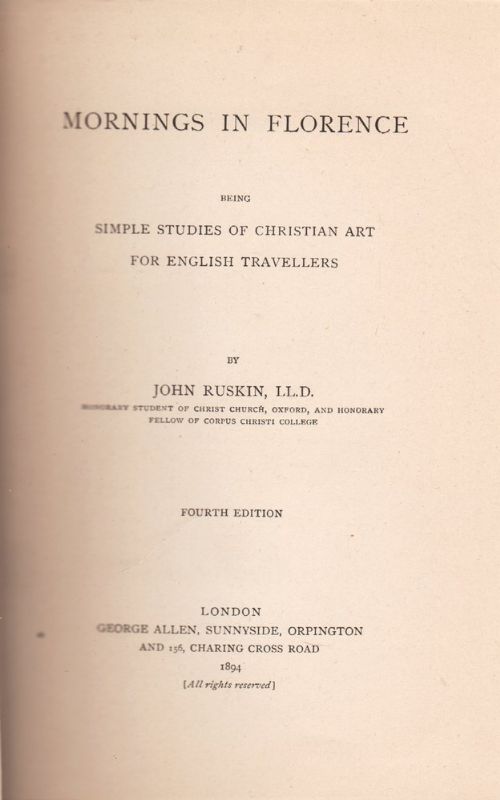 MORNINGS IN FLORENCE
BEING
SIMPLE STUDIES OF CHRISTIAN ART
FOR ENGLISH TRAVELLERS
BY
JOHN RUSKIN, LL.D.
HONORARY STUDENT OF CHRIST CHURCH, OXFORD, AND HONORARY
FELLOW OF CORPUS CHRISTI COLLEGE
FOURTH EDITION
LONDON
GEORGE ALLEN, SUNNYSIDE, ORPINGTON
AND 156, CHARING CROSS ROAD
1894
[All rights reserved]